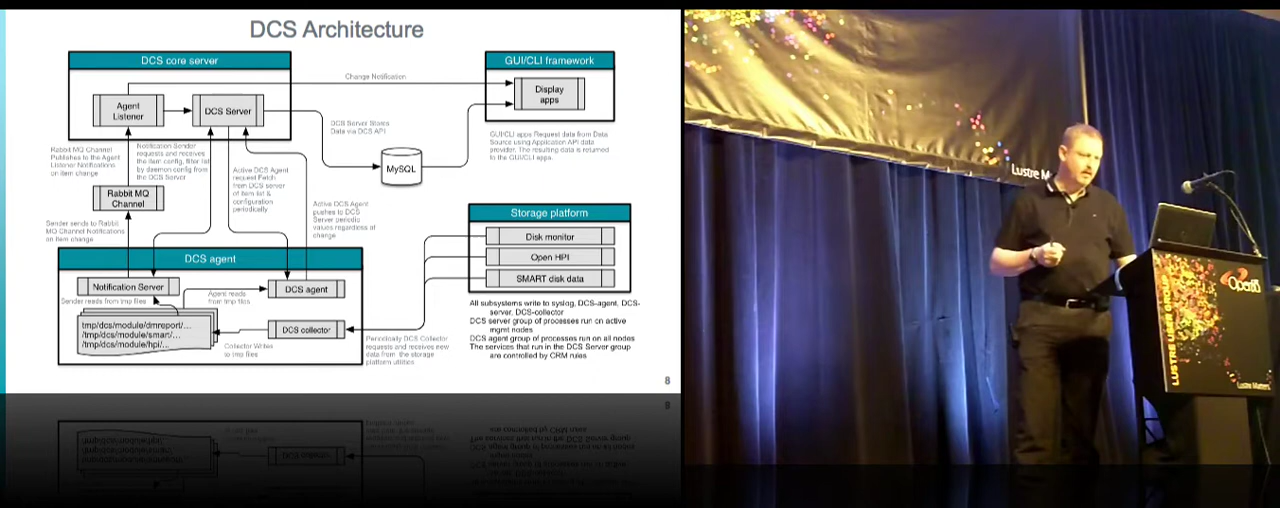 DCS Architecture
DCS core server
Agent
Listener
DCS Server
Change Notification
GUI/CLI framework
Display
apps
DCS Server Stores
Data via DCS API
MySQL
GUI/CLI apps Request data from Data
Source using Application API data
provider. The resulting data is returned
to the GUI/CLI apps.
Rabbit MQ Channel
Publishes to the Agent
Listener Notifications
on item change
Notification Sender
requests and receives
the item config, filter list
by daemon config from
the DCS Server
Active DCS Agent
request Fetch
from DCS server
of item list &
configuration
periodically
Active DCS Agent
pushes to DCS
Server periodic
values regardless of
change
Rabbit MQ
Channel
Sender sends to Rabbit
MQ Channel Notifications
on item change
Storage platform
Disk monitor
Open HPI
SMART disk data
DCS agent
Notification Server
Sender reads from tmp files
Agent reads
from tmp files
DCS agent
tmp/dcs/module/dmreport/...
/tmp/dcs/module/smart/...
/tmp/dcs/module/hpi/...
DCS collector
Collector Writes
to tmp files
Periodically DCS Collector
requests and receives new
data from the storage
platform utilities
All subsystems write to syslog, DCS-agent, DCS-
server, DCS-collector
DCS server group of processes run on active
mgmt nodes
DCS agent group of processes run on all nodes
The services that run in the DCS Server group
are controlled by CRM rules
8
Lustre
LUSTRE USER GROUP
Lustre Matters